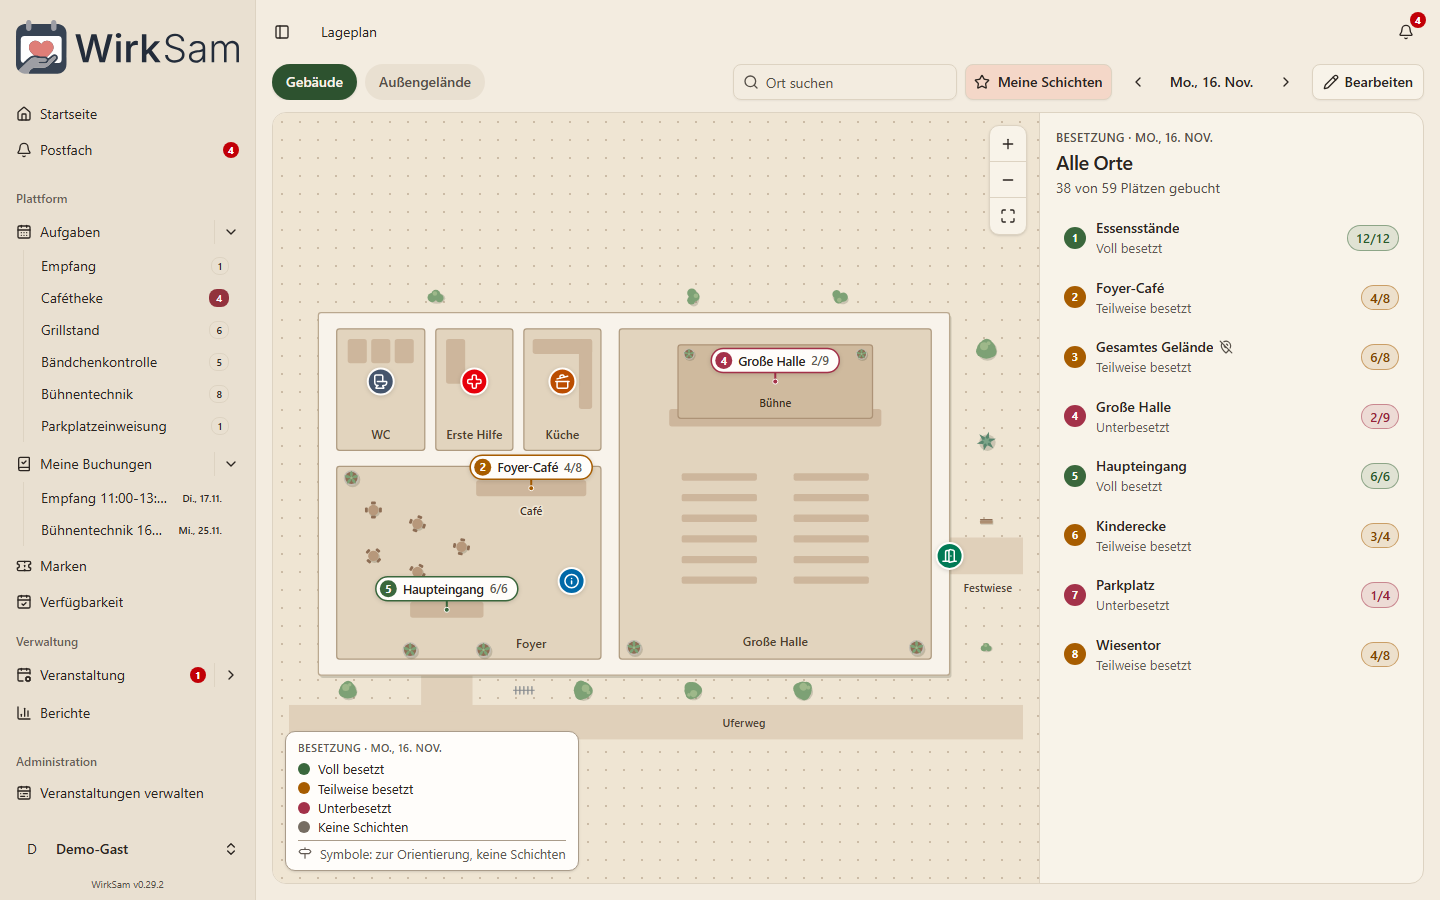 WirkSam
Startseite
Postfach 4
Plattform
Aufgaben
Empfang 1
Cafétheke 4
Grillstand 6
Bändchenkontrolle 5
Bühnentechnik 8
Parkplatzeinweisung 1
Meine Buchungen
Empfang 11:00-13:... Di., 17.11.
Bühnentechnik 16... Mi., 25.11.
Marken
Verfügbarkeit
Verwaltung
Veranstaltung 1
Berichte
Administration
Veranstaltungen verwalten
D Demo-Gast
WirkSam v0.29.2
Lageplan
4
Gebäude Außengelände
Ort suchen
Meine Schichten
Mo., 16. Nov.
Bearbeiten
WC
Erste Hilfe
Küche
4 Große Halle 2/9
Bühne
2 Foyer-Café 4/8
Café
5 Haupteingang 6/6
Foyer
Große Halle
Festwiese
Uferweg
BESETZUNG · MO., 16. NOV.
Voll besetzt
Teilweise besetzt
Unterbesetzt
Keine Schichten
Symbole: zur Orientierung, keine Schichten
BESETZUNG · MO., 16. NOV.
Alle Orte
38 von 59 Plätzen gebucht
1 Essensstände 12/12
Voll besetzt
2 Foyer-Café 4/8
Teilweise besetzt
3 Gesamtes Gelände 6/8
Teilweise besetzt
4 Große Halle 2/9
Unterbesetzt
5 Haupteingang 6/6
Voll besetzt
6 Kinderecke 3/4
Teilweise besetzt
7 Parkplatz 1/4
Unterbesetzt
8 Wiesentor 4/8
Teilweise besetzt